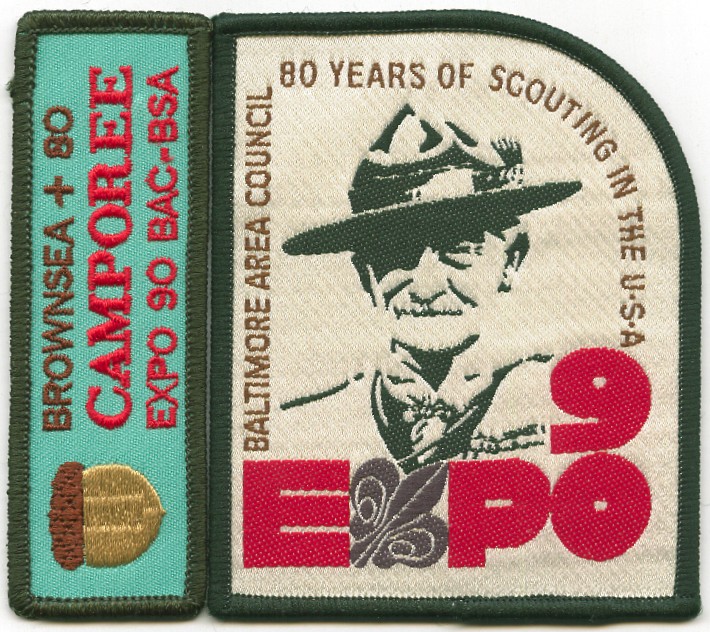 BROWNSEA + 80
CAMPOREE
EXPO 90 BAC-BSA
BALTIMORE AREA COUNCIL
80 YEARS OF SCOUTING IN THE U·S·A
9
EXPO